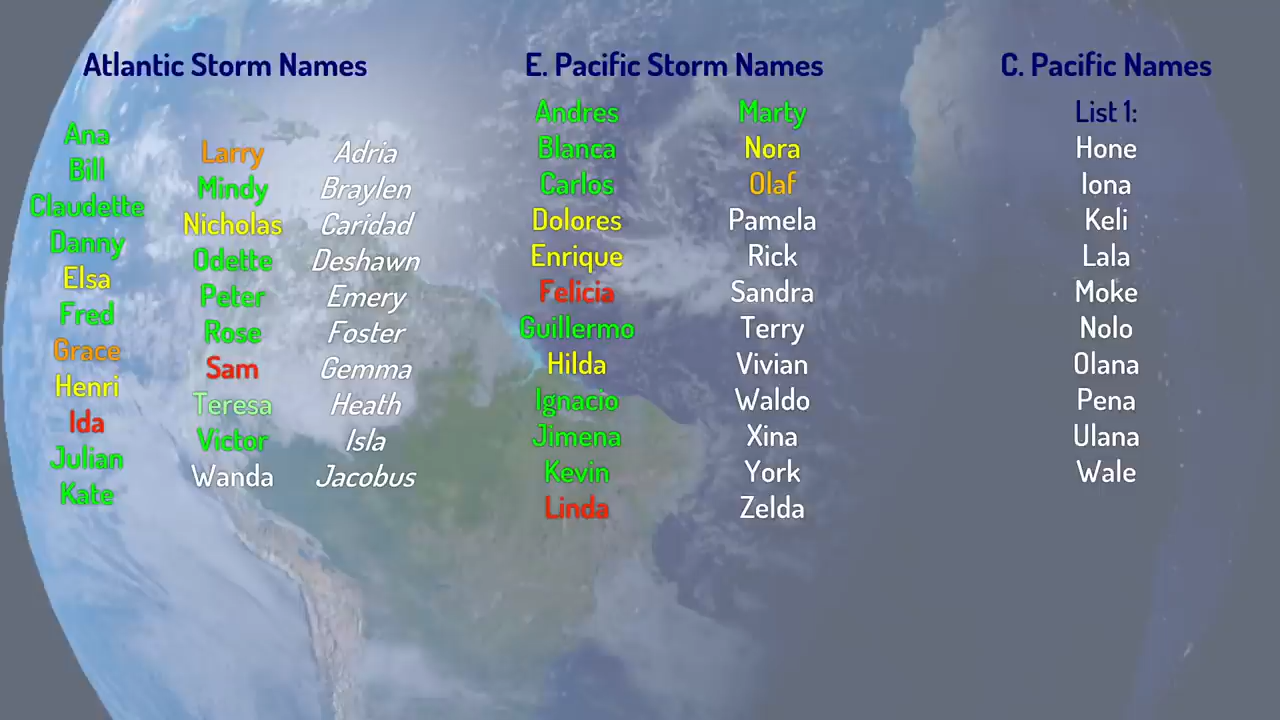 Atlantic Storm Names
Ana
Bill
Claudette
Danny
Elsa
Fred
Grace
Henri
Ida
Julian
Kate
Larry
Mindy
Nicholas
Odette
Peter
Rose
Sam
Teresa
Victor
Wanda
Adria
Braylen
Caridad
Deshawn
Emery
Foster
Gemma
Heath
Isla
Jacobus
E. Pacific Storm Names
Andres
Blanca
Carlos
Dolores
Enrique
Felicia
Guillermo
Hilda
Ignacio
Jimena
Kevin
Linda
Marty
Nora
Olaf
Pamela
Rick
Sandra
Terry
Vivian
Waldo
Xina
York
Zelda
C. Pacific Names
List 1:
Hone
Iona
Keli
Lala
Moke
Nolo
Olana
Pena
Ulana
Wale